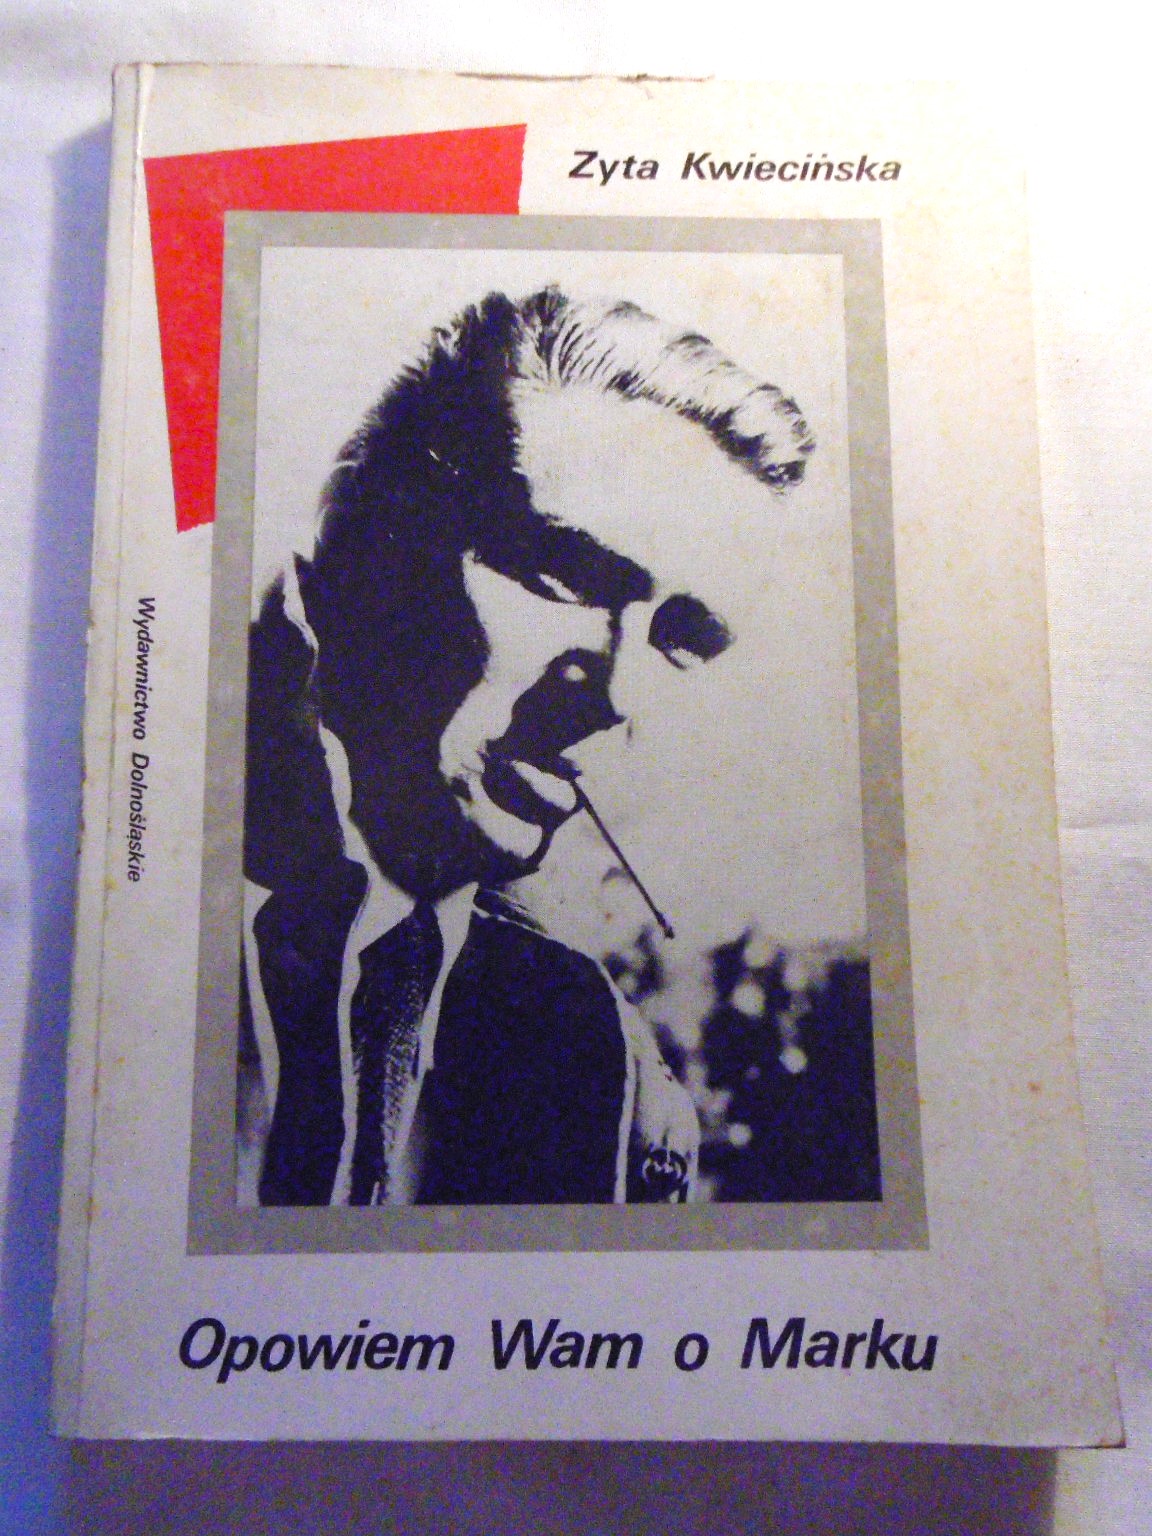 Zyta Kwiecińska
Wydawnictwo Dolnośląskie
Opowiem Wam o Marku